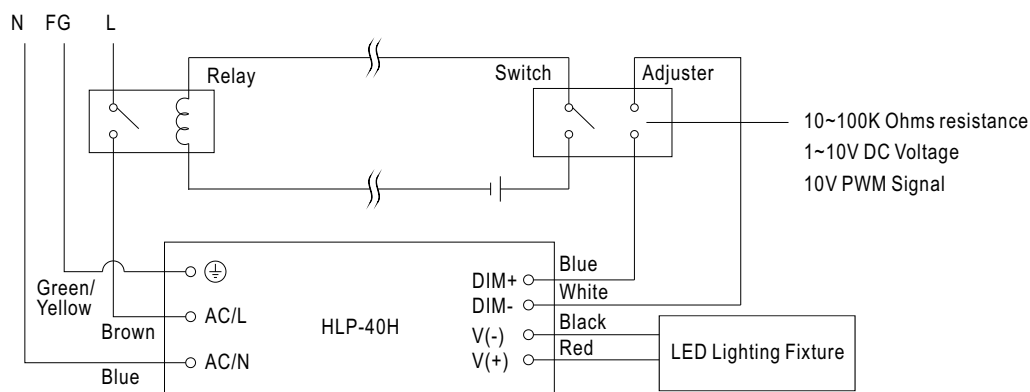 N FG L
Relay
Switch
Adjuster
10~100K Ohms resistance
1~10V DC Voltage
10V PWM Signal
Green/
Yellow
Brown
Blue
AC/L
AC/N
HLP-40H
DIM+
DIM-
V(-)
V(+)
Blue
White
Black
Red
LED Lighting Fixture